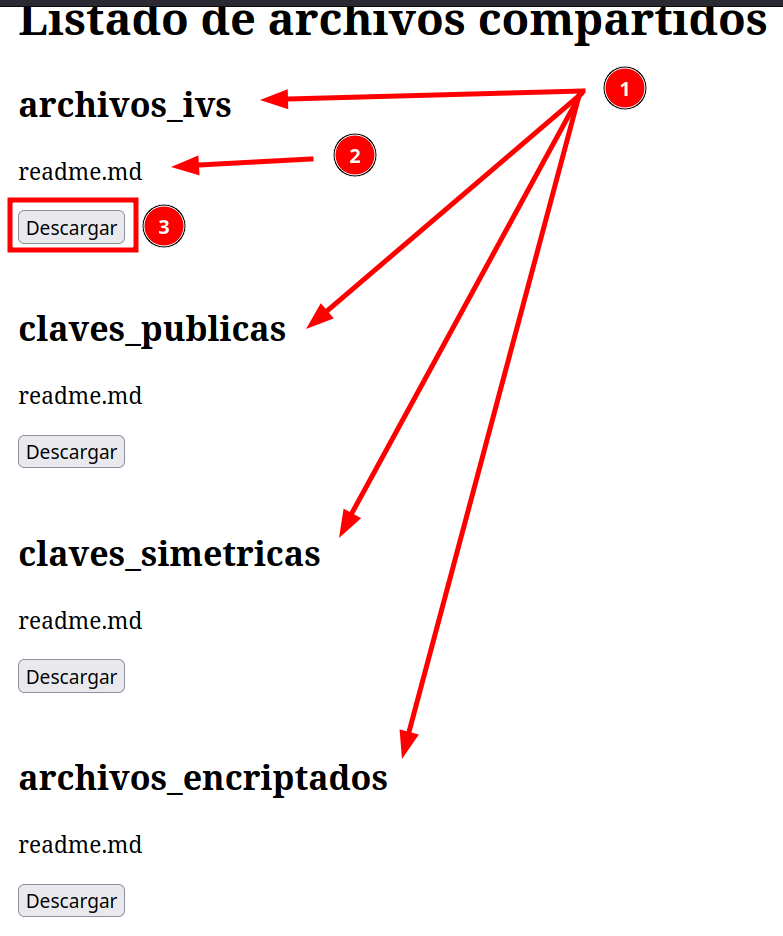 Listado de archivos compartidos
archivos_ivs
1
readme.md
2
Descargar
3
claves_publicas
readme.md
Descargar
claves_simetricas
readme.md
Descargar
archivos_encriptados
readme.md
Descargar